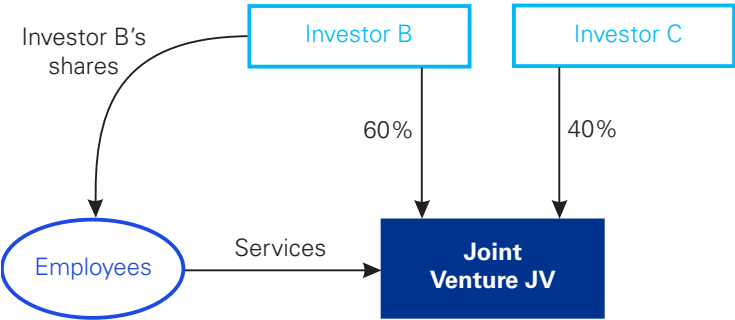 Investor B's
shares
Investor B
Investor C
60%
40%
Employees
Services
Joint
Venture JV